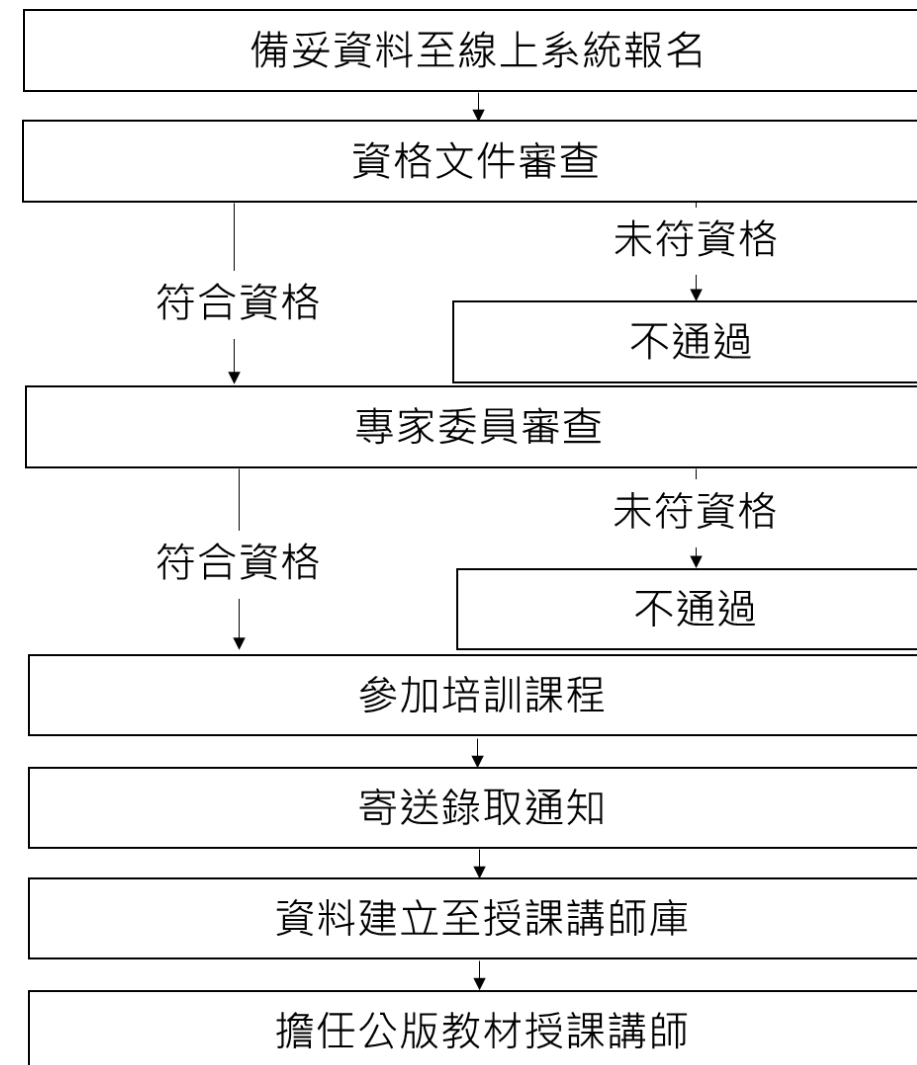 備妥資料至線上系統報名
資格文件審查
未符資格
符合資格
不通過
專家委員審查
未符資格
符合資格
不通過
參加培訓課程
寄送錄取通知
資料建立至授課講師庫
擔任公版教材授課講師